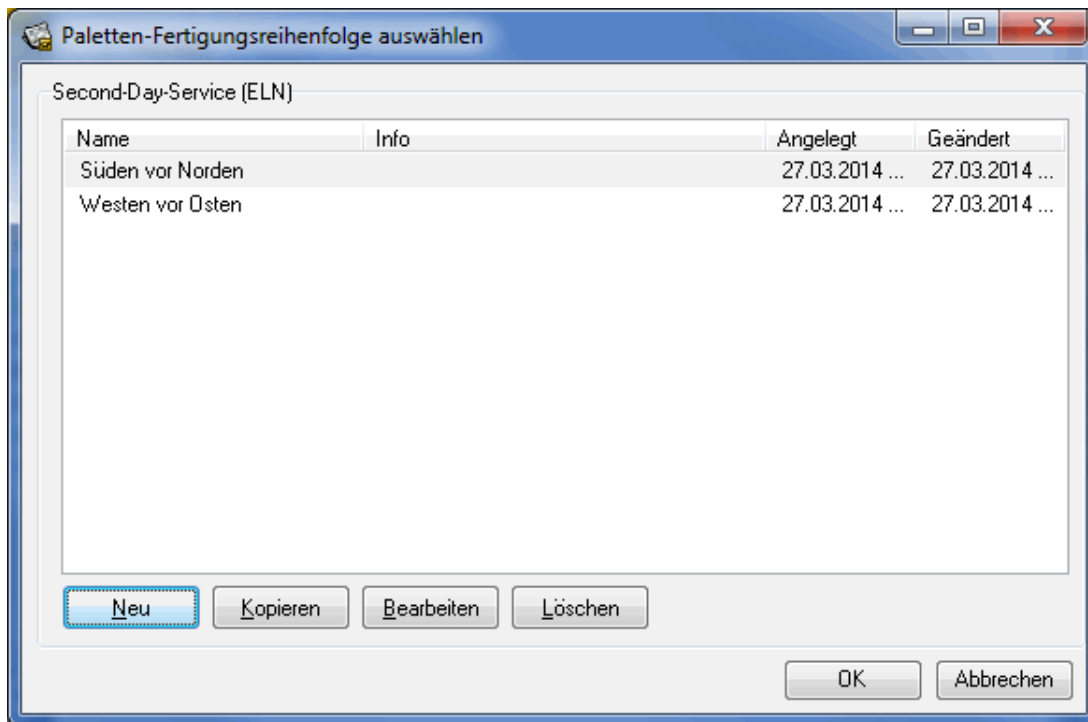 Paletten-Fertigungsreihenfolge auswählen
Second-Day-Service (ELN)
Name Info Angelegt Geändert
Süden vor Norden 27.03.2014 ... 27.03.2014 ...
Westen vor Osten 27.03.2014 ... 27.03.2014 ...
Neu Kopieren Bearbeiten Löschen
OK Abbrechen